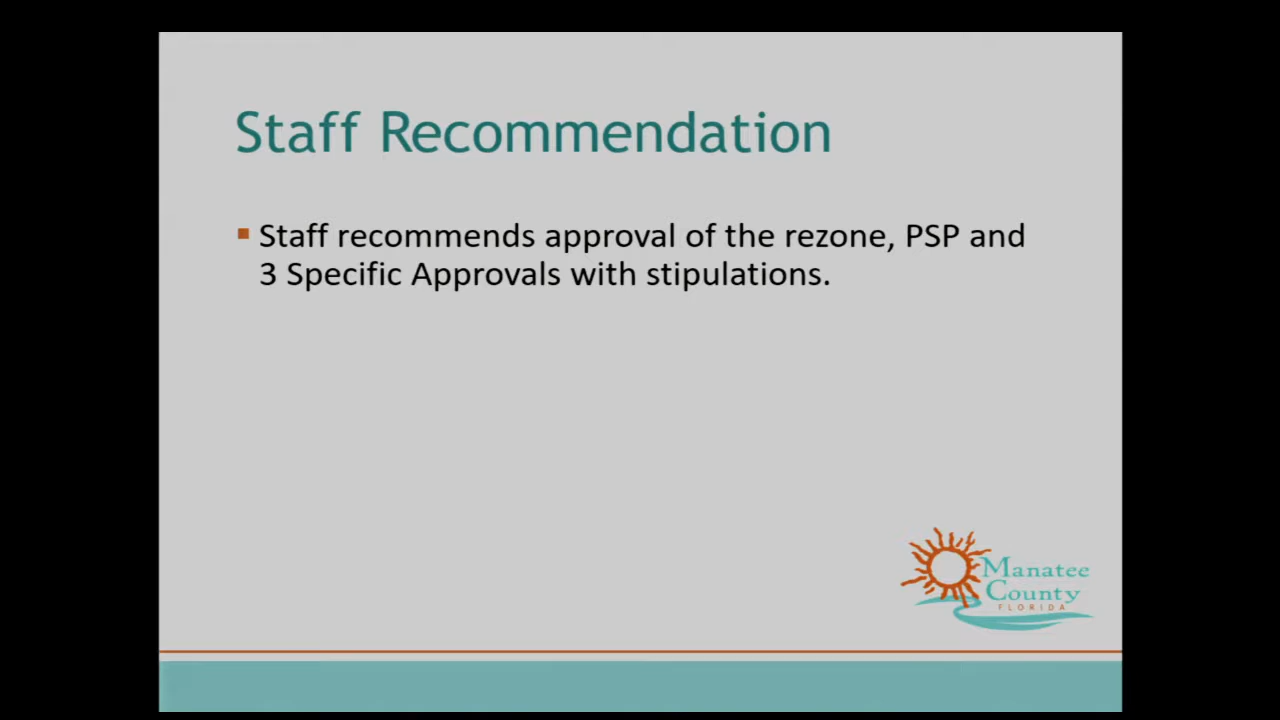 Staff Recommendation
▪ Staff recommends approval of the rezone, PSP and
3 Specific Approvals with stipulations.
Manatee
County
FLORIDA